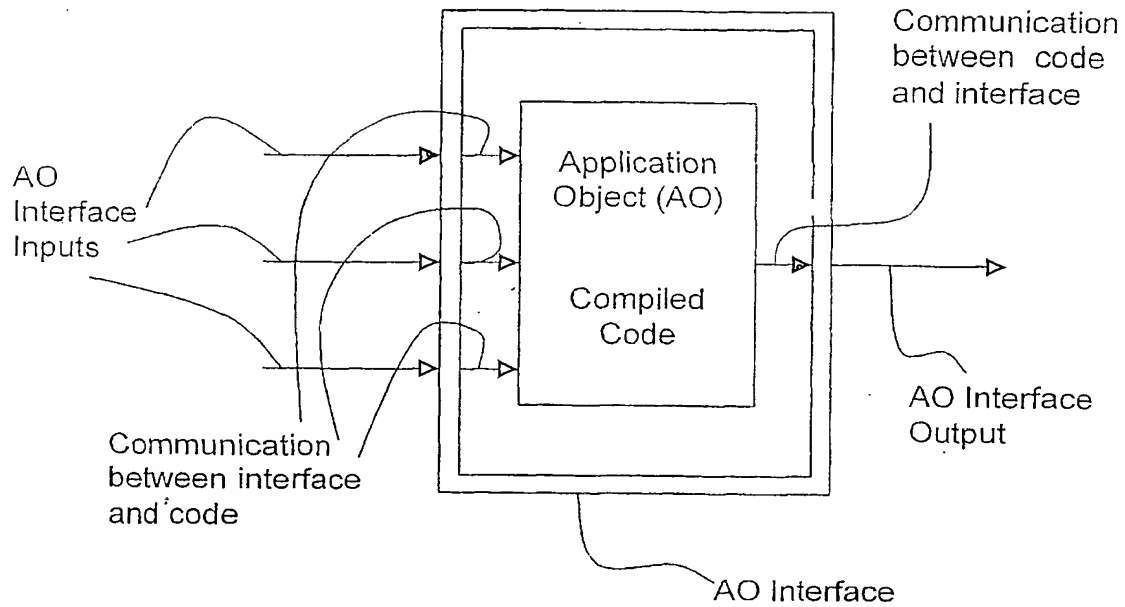 Communication
between code
and interface
Application
Object (AO)
Compiled
Code
AO
Interface
Inputs
AO Interface
Output
Communication
between interface
and code
AO Interface